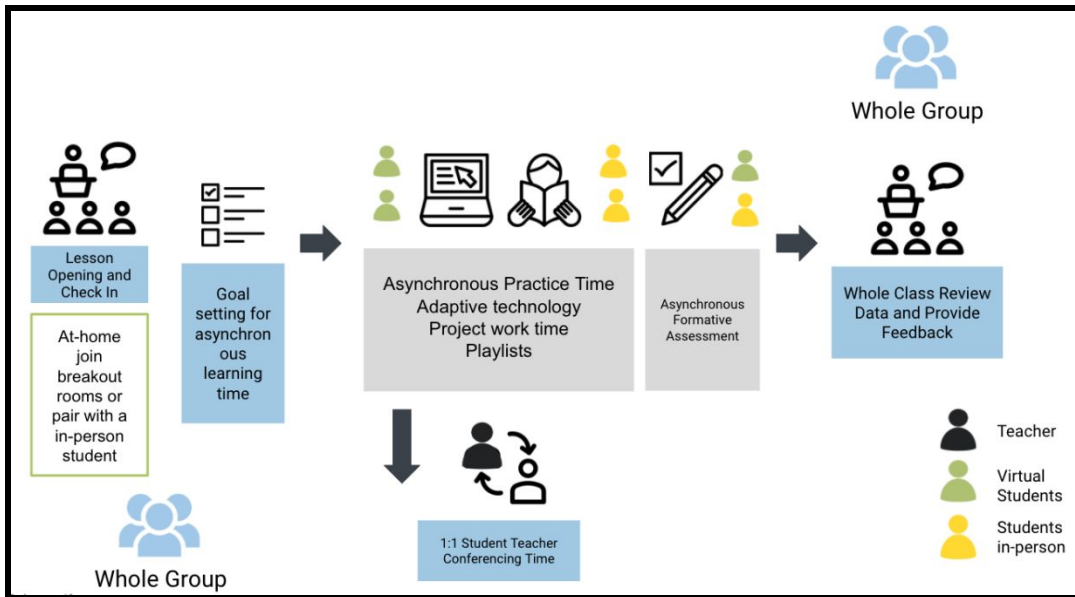 Whole Group
Lesson
Opening and
Check In
At-home
join
breakout
rooms or
pair with a
in-person
student
Whole Group
Goal
setting for
asynchron
ous
learning
time
Asynchronous Practice Time
Adaptive technology
Project work time
Playlists
Asynchronous
Formative
Assessment
1:1 Student Teacher
Conferencing Time
Whole Class Review
Data and Provide
Feedback
Teacher
Virtual
Students
Students
in-person